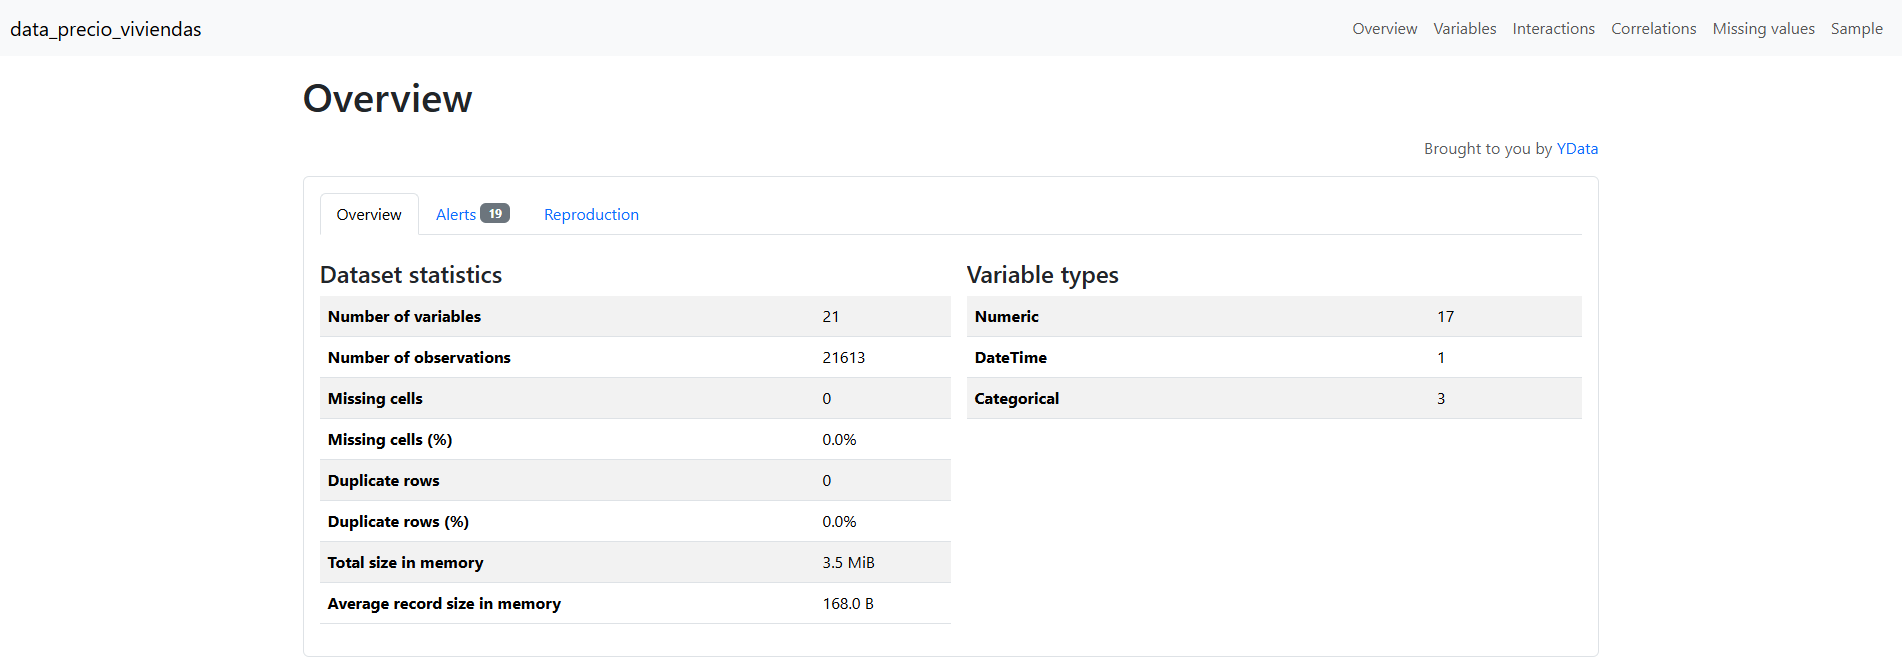 data_precio_viviendas
Overview Variables Interactions Correlations Missing values Sample
Overview
Brought to you by YData
Overview Alerts 19 Reproduction
Dataset statistics
Number of variables 21
Number of observations 21613
Missing cells 0
Missing cells (%) 0.0%
Duplicate rows 0
Duplicate rows (%) 0.0%
Total size in memory 3.5 MiB
Average record size in memory 168.0 B
Variable types
Numeric 17
DateTime 1
Categorical 3